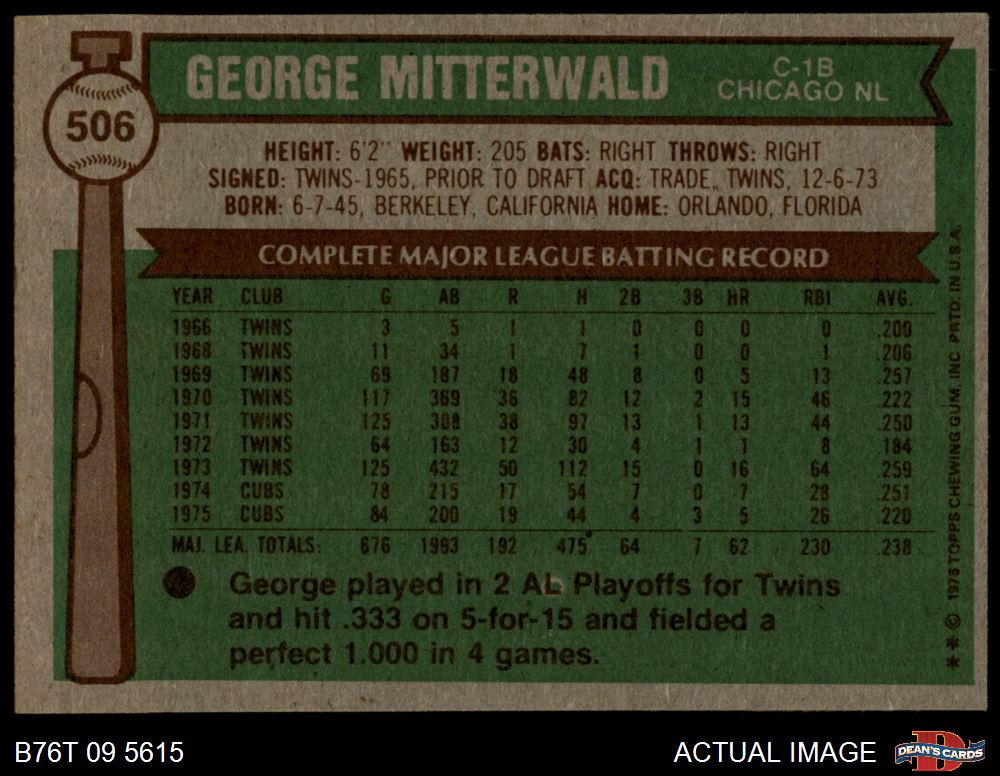 506
GEORGE MITTERWALD
C-1B
CHICAGO NL
HEIGHT: 6'2" WEIGHT: 205 BATS: RIGHT THROWS: RIGHT
SIGNED: TWINS-1965, PRIOR TO DRAFT ACQ: TRADE, TWINS, 12-6-73
BORN: 6-7-45, BERKELEY, CALIFORNIA HOME: ORLANDO, FLORIDA
COMPLETE MAJOR LEAGUE BATTING RECORD
YEAR CLUB G AB R H 2B 3B HR RBI AVG.
1966 TWINS 3 5 1 1 0 0 0 0 .200
1968 TWINS 11 34 1 7 1 0 0 1 .206
1969 TWINS 69 187 18 48 8 0 5 13 .257
1970 TWINS 117 369 36 82 12 2 15 46 .222
1971 TWINS 125 388 38 97 13 1 13 44 .250
1972 TWINS 64 163 12 30 4 1 1 8 .184
1973 TWINS 125 432 50 112 15 0 16 64 .259
1974 CUBS 78 215 17 54 7 0 7 28 .251
1975 CUBS 84 200 19 44 4 3 5 26 .220
MAJ. LEA. TOTALS: 676 1993 192 475 64 7 62 230 .238
George played in 2 AL Playoffs for Twins
and hit .333 on 5-for-15 and fielded a
perfect 1.000 in 4 games.
* * © 1976 TOPPS CHEWING GUM, INC. PRTD. IN U.S.A.
B76T 09 5615
ACTUAL IMAGE
DEAN'S CARDS